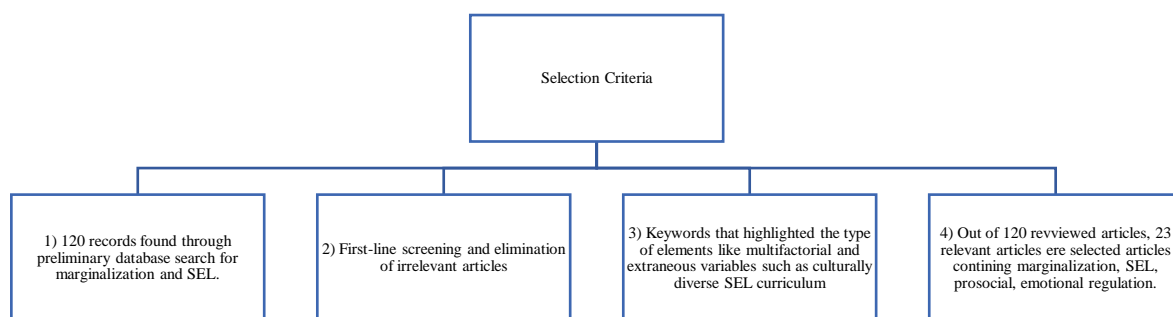 Selection Criteria
1) 120 records found through
preliminary database search for
marginalization and SEL.
2) First-line screening and elimination
of irrelevant articles
3) Keywords that highlighted the type
of elements like multifactorial and
extraneous variables such as culturally
diverse SEL curriculum
4) Out of 120 revviewed articles, 23
relevant articles ere selected articles
contining marginalization, SEL,
prosocial, emotional regulation.